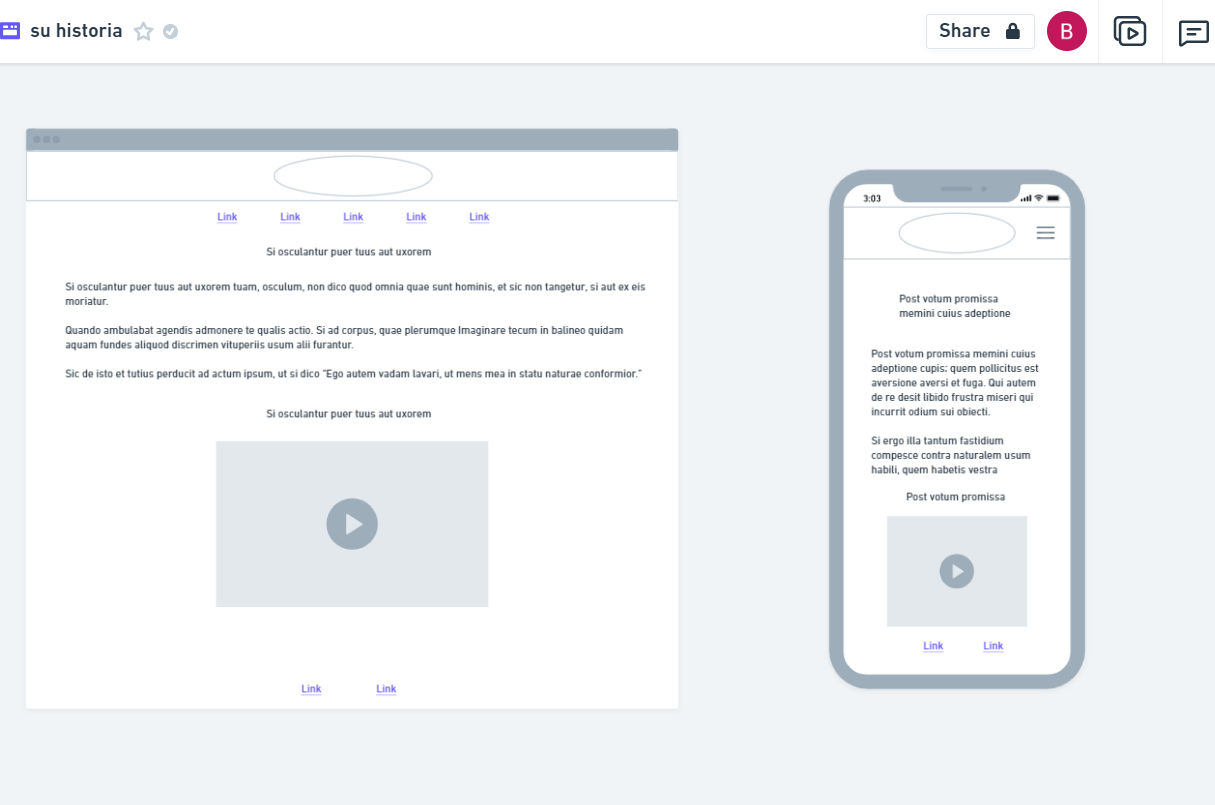 su historia
Share
B
Link Link Link Link Link
Si osculantur puer tuus aut uxorem
Si osculantur puer tuus aut uxorem tuam, osculum, non dico quod omnia quae sunt hominis, et sic non tangetur, si aut ex eis
moriatur.
Quando ambulabat agendis admonere te qualis actio. Si ad corpus, quae plerumque Imaginare tecum in balineo quidam
aquam fundes aliquod discrimen vituperiis usum alii furantur.
Sic de isto et tutius perducit ad actum ipsum, ut si dico "Ego autem vadam lavari, ut mens mea in statu naturae conformior."
Si osculantur puer tuus aut uxorem
Link Link
3:03
Post votum promissa
memini cuius adeptione
Post votum promissa memini cuius
adeptione cupis; quem pollicitus est
aversione aversi et fuga. Qui autem
de re desit libido frustra miseri qui
incurrit odium sui obiecti.
Si ergo illa tantum fastidium
compesce contra naturalem usum
habili, quem habetis vestra
Post votum promissa
Link Link